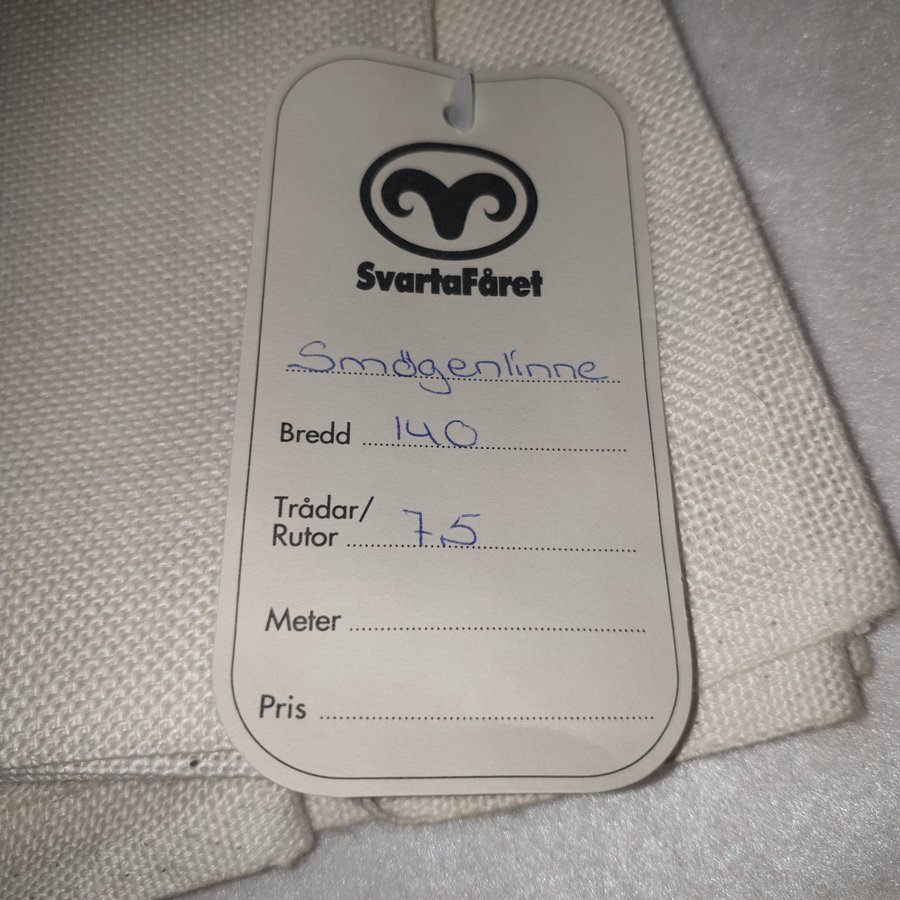 SvartaFåret
Smögenlinne
Bredd 140
Trådar/
Rutor 7,5
Meter
Pris